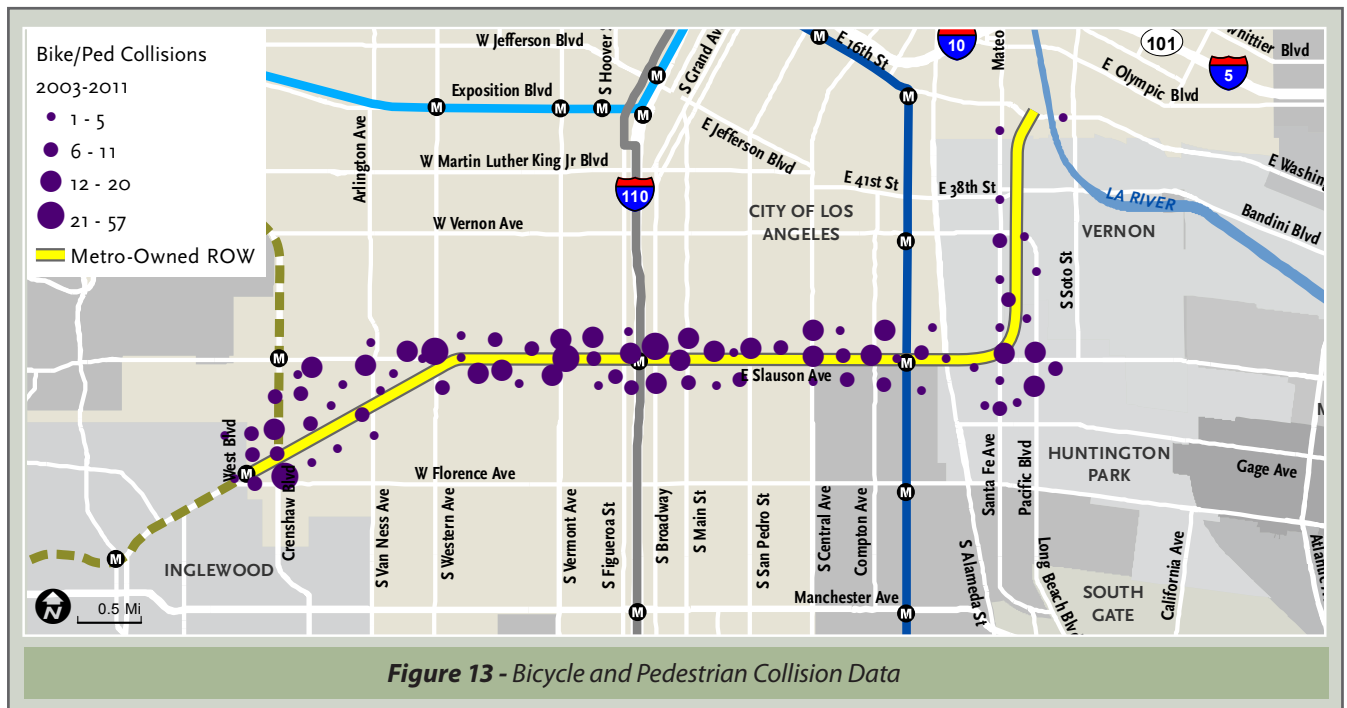 Bike/Ped Collisions
2003-2011
1 - 5
6 - 11
12 - 20
21 - 57
Metro-Owned ROW
W Jefferson Blvd
S Hoover
S Grand Av
M
E 16th St
10
Mateo
101
Whittier Blvd
5
E Olympic Blvd
M
Exposition Blvd
M
M
M
M
M
M
Arlington Ave
W Martin Luther King Jr Blvd
E Jefferson Blvd
E 41st St
E 38th St
E Washing
110
LA RIVER
Bandini Blvd
W Vernon Ave
CITY OF LOS
ANGELES
M
VERNON
S Soto St
M
M
M
E Slauson Ave
West Blvd
M
Crenshaw Blvd
W Florence Ave
S Van Ness Ave
S Western Ave
S Vermont Ave
S Figueroa St
S Broadway
S Main St
S San Pedro St
S Central Ave
Compton Ave
M
Santa Fe Ave
Pacific Blvd
HUNTINGTON
PARK
Gage Ave
M
INGLEWOOD
S Alameda St
Long Beach Blv
California Ave
Atlantic
SOUTH
GATE
Manchester Ave
M
M
N
0.5 Mi
Figure 13 - Bicycle and Pedestrian Collision Data